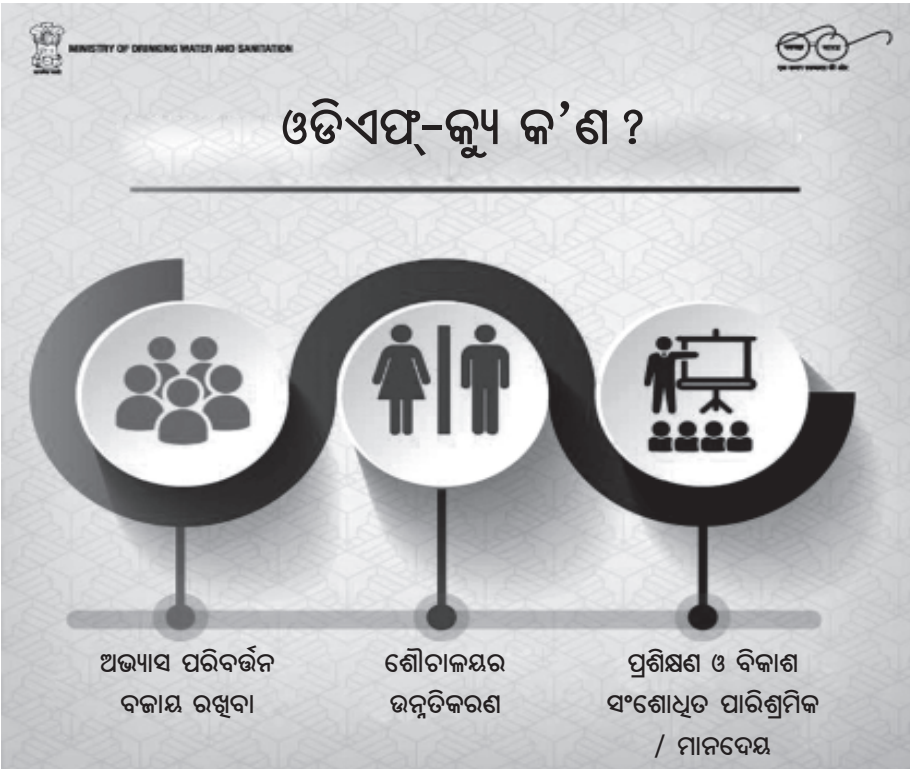 MINISTRY OF DRINKING WATER AND SANITATION
ଓଡିଏଫ୍-କ୍ୟୁ କ'ଣ ?
ଅଭ୍ୟାସ ପରିବର୍ତ୍ତନ
ବଜାୟ ରଖିବା
ଶୌଚାଳୟର
ଉନ୍ନତିକରଣ
ପ୍ରଶିକ୍ଷଣ ଓ ବିକାଶ
ସଂଶୋଧିତ ପାରିଶ୍ରମିକ
/ ମାନଦେୟ